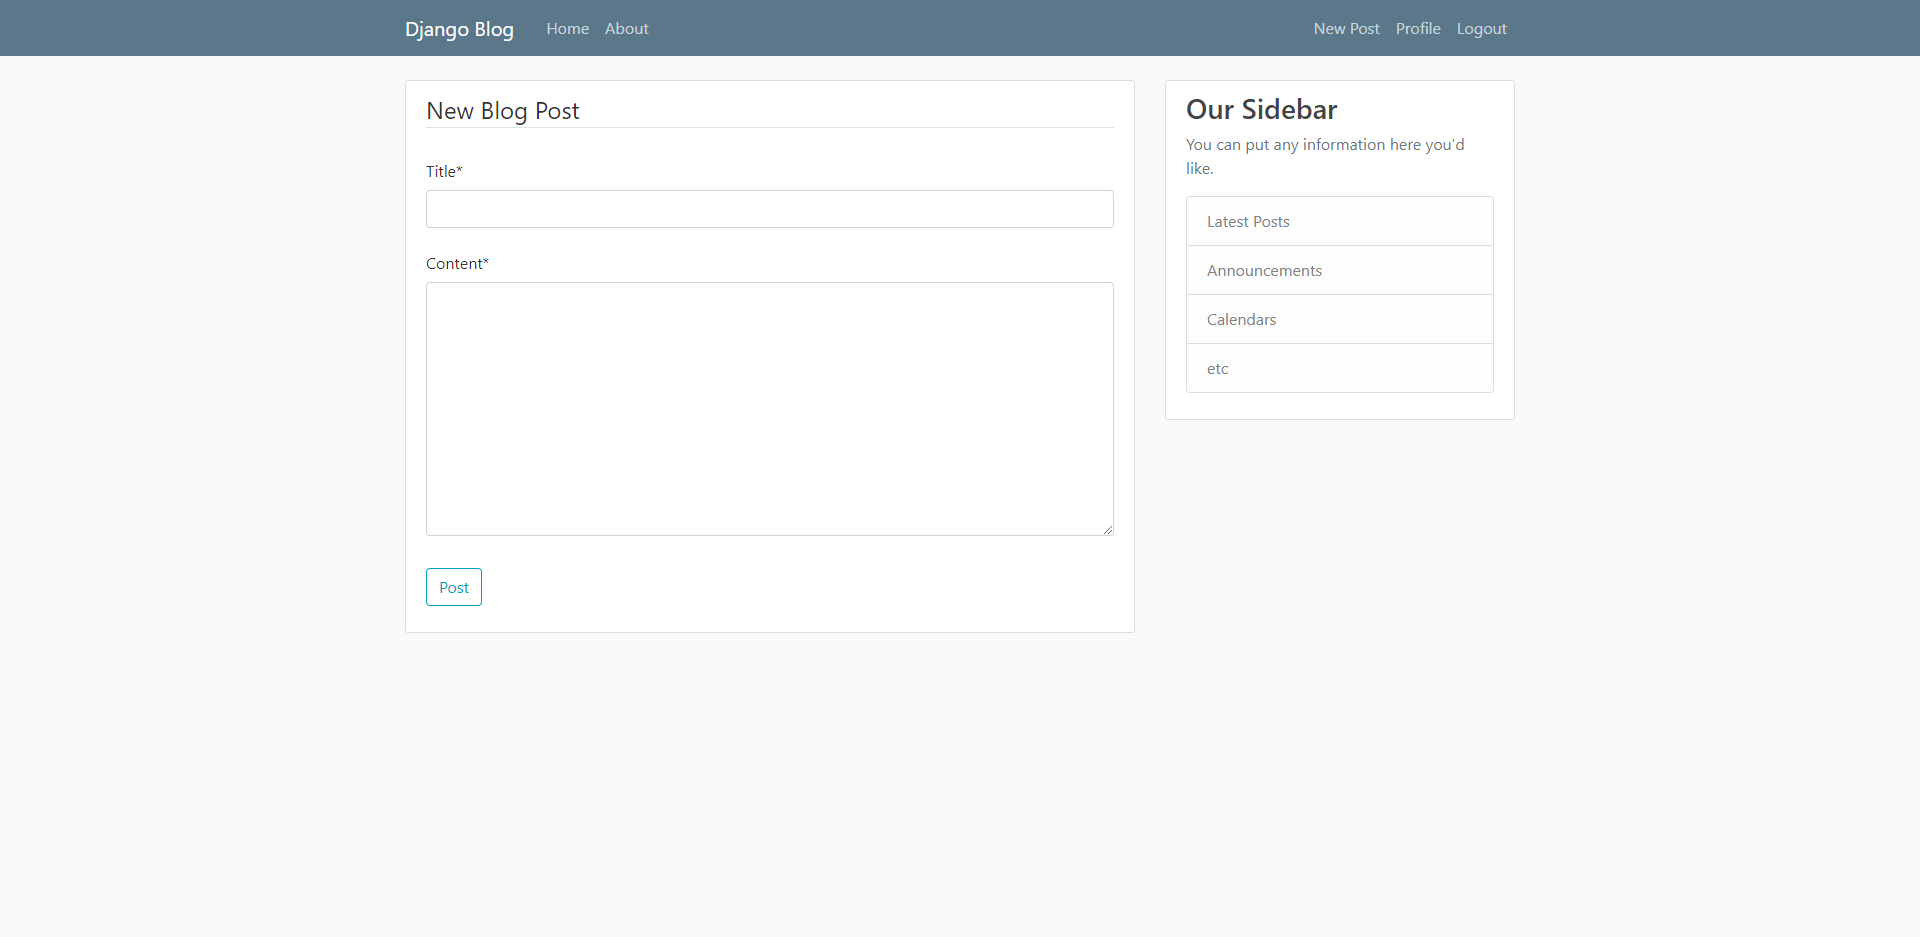 Django Blog Home About New Post Profile Logout
New Blog Post
Title*
Content*
Post
Our Sidebar
You can put any information here you'd
like.
Latest Posts
Announcements
Calendars
etc